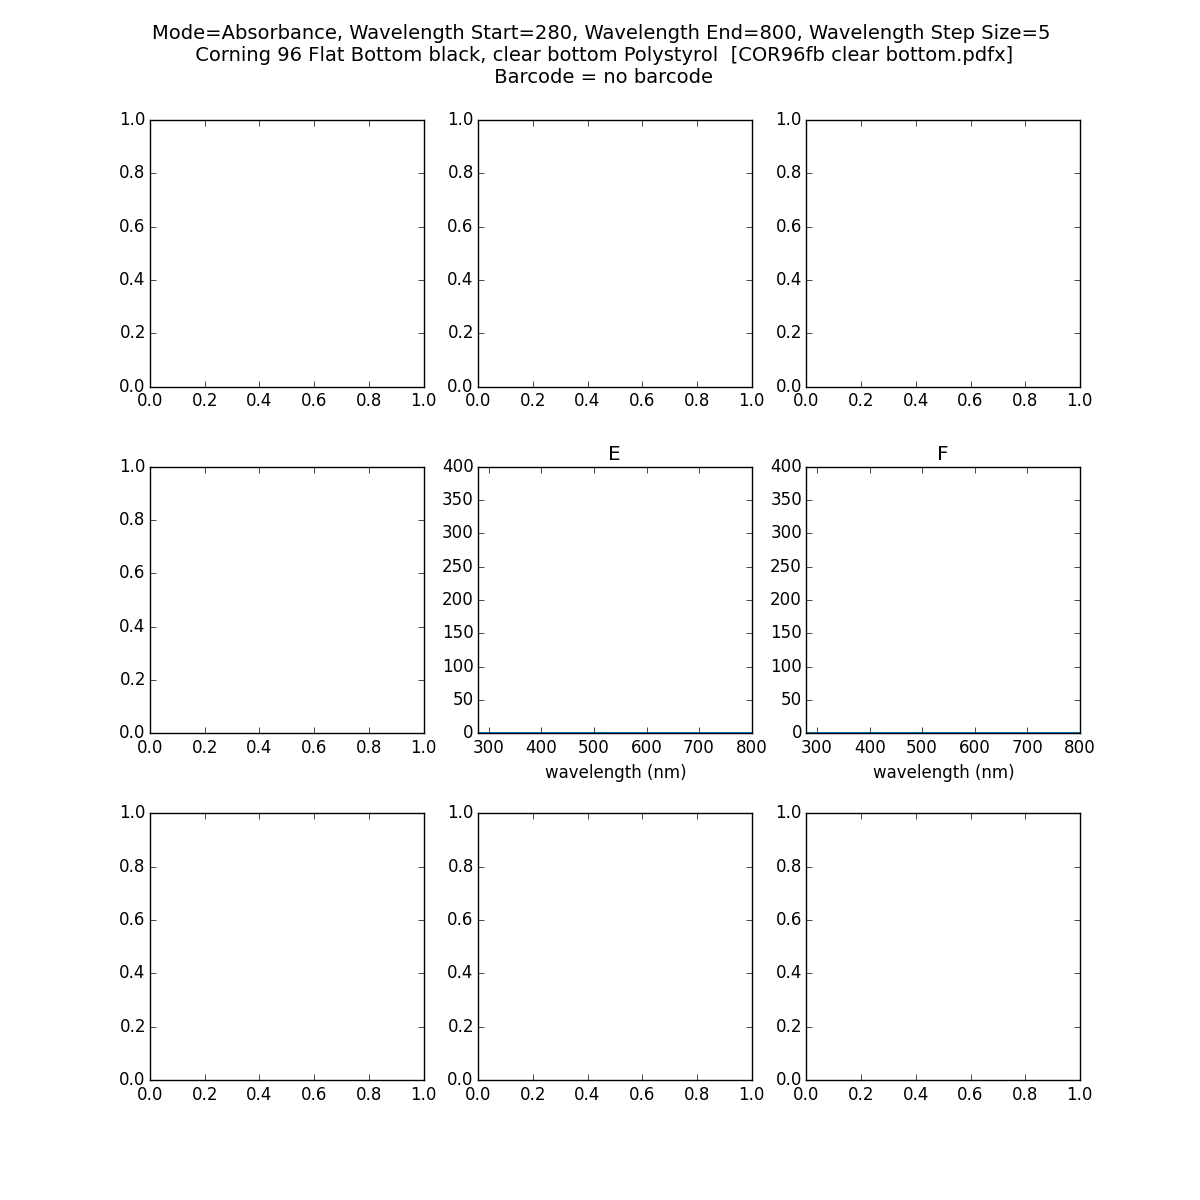 Mode=Absorbance, Wavelength Start=280, Wavelength End=800, Wavelength Step Size=5
Corning 96 Flat Bottom black, clear bottom Polystyrol  [COR96fb clear bottom.pdfx]
Barcode = no barcode
1.0 1.0 1.0
0.8 0.8 0.8
0.6 0.6 0.6
0.4 0.4 0.4
0.2 0.2 0.2
0.0 0.0 0.0
0.0 0.2 0.4 0.6 0.8 1.0 0.0 0.2 0.4 0.6 0.8 1.0 0.0 0.2 0.4 0.6 0.8 1.0
E F
1.0 400 400
350 350
0.8 300 300
0.6 250 250
200 200
0.4 150 150
0.2 100 100
50 50
0.0 0 0
0.0 0.2 0.4 0.6 0.8 1.0 300 400 500 600 700 800 300 400 500 600 700 800
wavelength (nm) wavelength (nm)
1.0 1.0 1.0
0.8 0.8 0.8
0.6 0.6 0.6
0.4 0.4 0.4
0.2 0.2 0.2
0.0 0.0 0.0
0.0 0.2 0.4 0.6 0.8 1.0 0.0 0.2 0.4 0.6 0.8 1.0 0.0 0.2 0.4 0.6 0.8 1.0